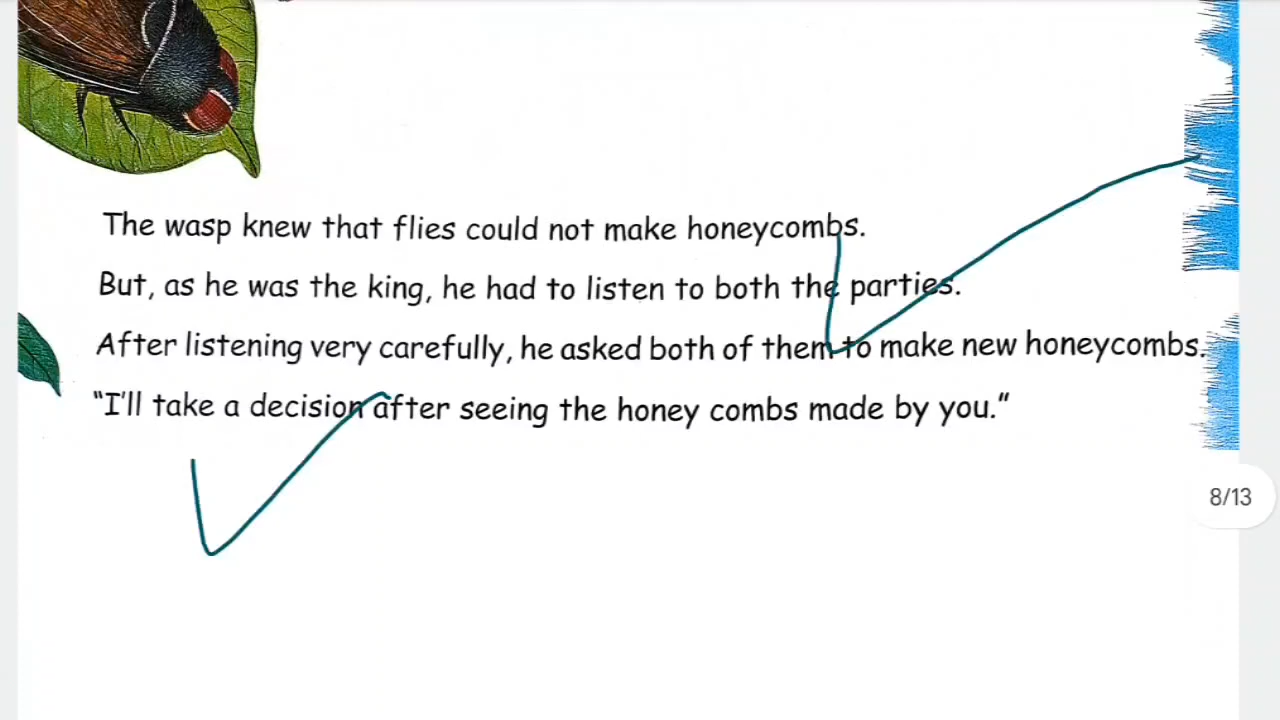 The wasp knew that flies could not make honeycombs.
But, as he was the king, he had to listen to both the parties.
After listening very carefully, he asked both of them to make new honeycombs.
"I'll take a decision after seeing the honey combs made by you."
8/13